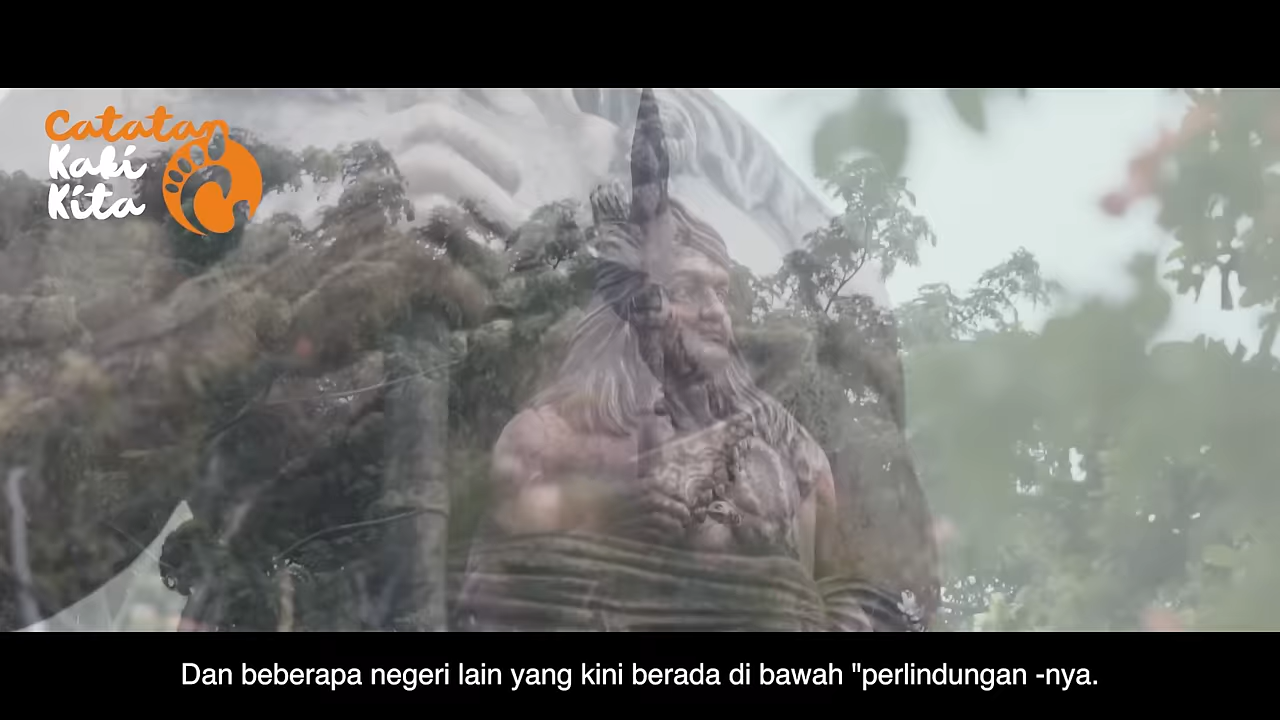 Catatan
Kaki
Kita
Dan beberapa negeri lain yang kini berada di bawah "perlindungan -nya.